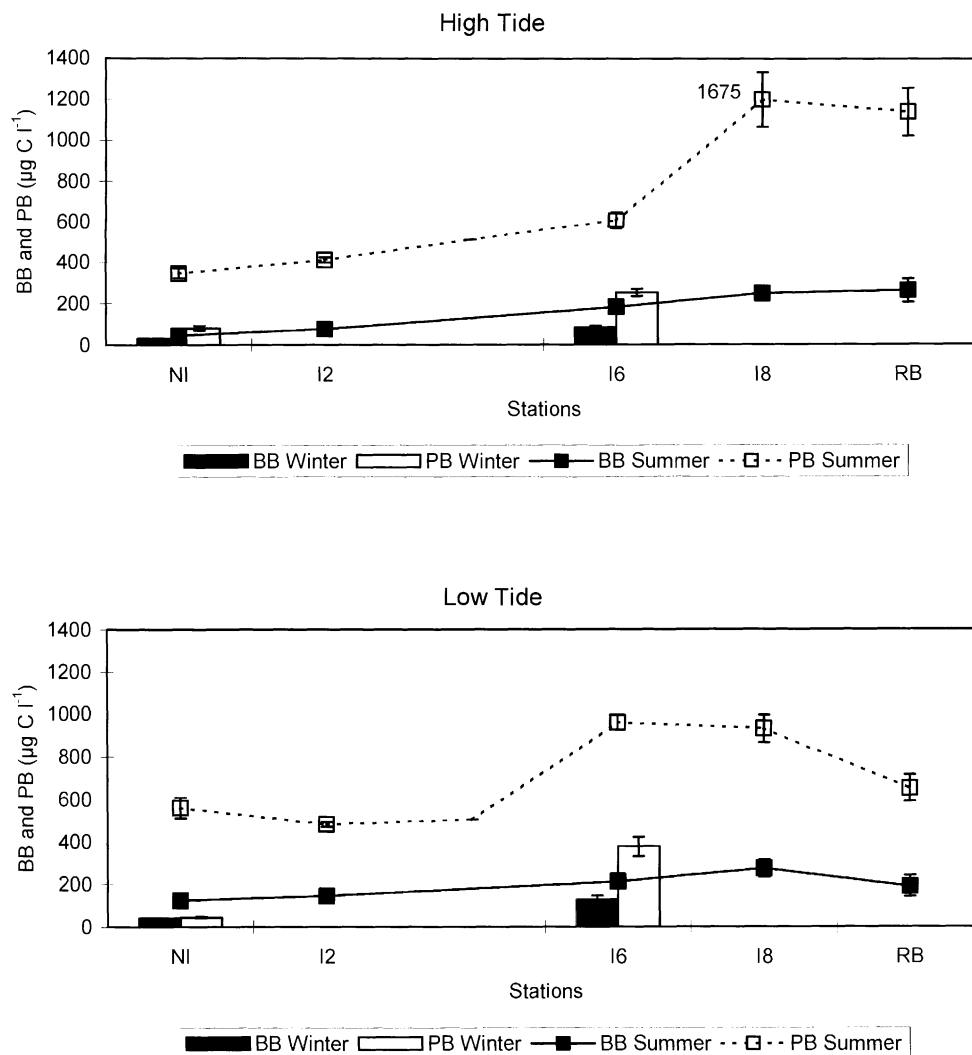 High Tide
1400
1200
1000
800
600
400
200
0
BB and PB (µg C l⁻¹)
1675
NI I2 I6 I8 RB
Stations
BB Winter PB Winter BB Summer PB Summer
Low Tide
1400
1200
1000
800
600
400
200
0
BB and PB (µg C l⁻¹)
NI I2 I6 I8 RB
Stations
BB Winter PB Winter BB Summer PB Summer